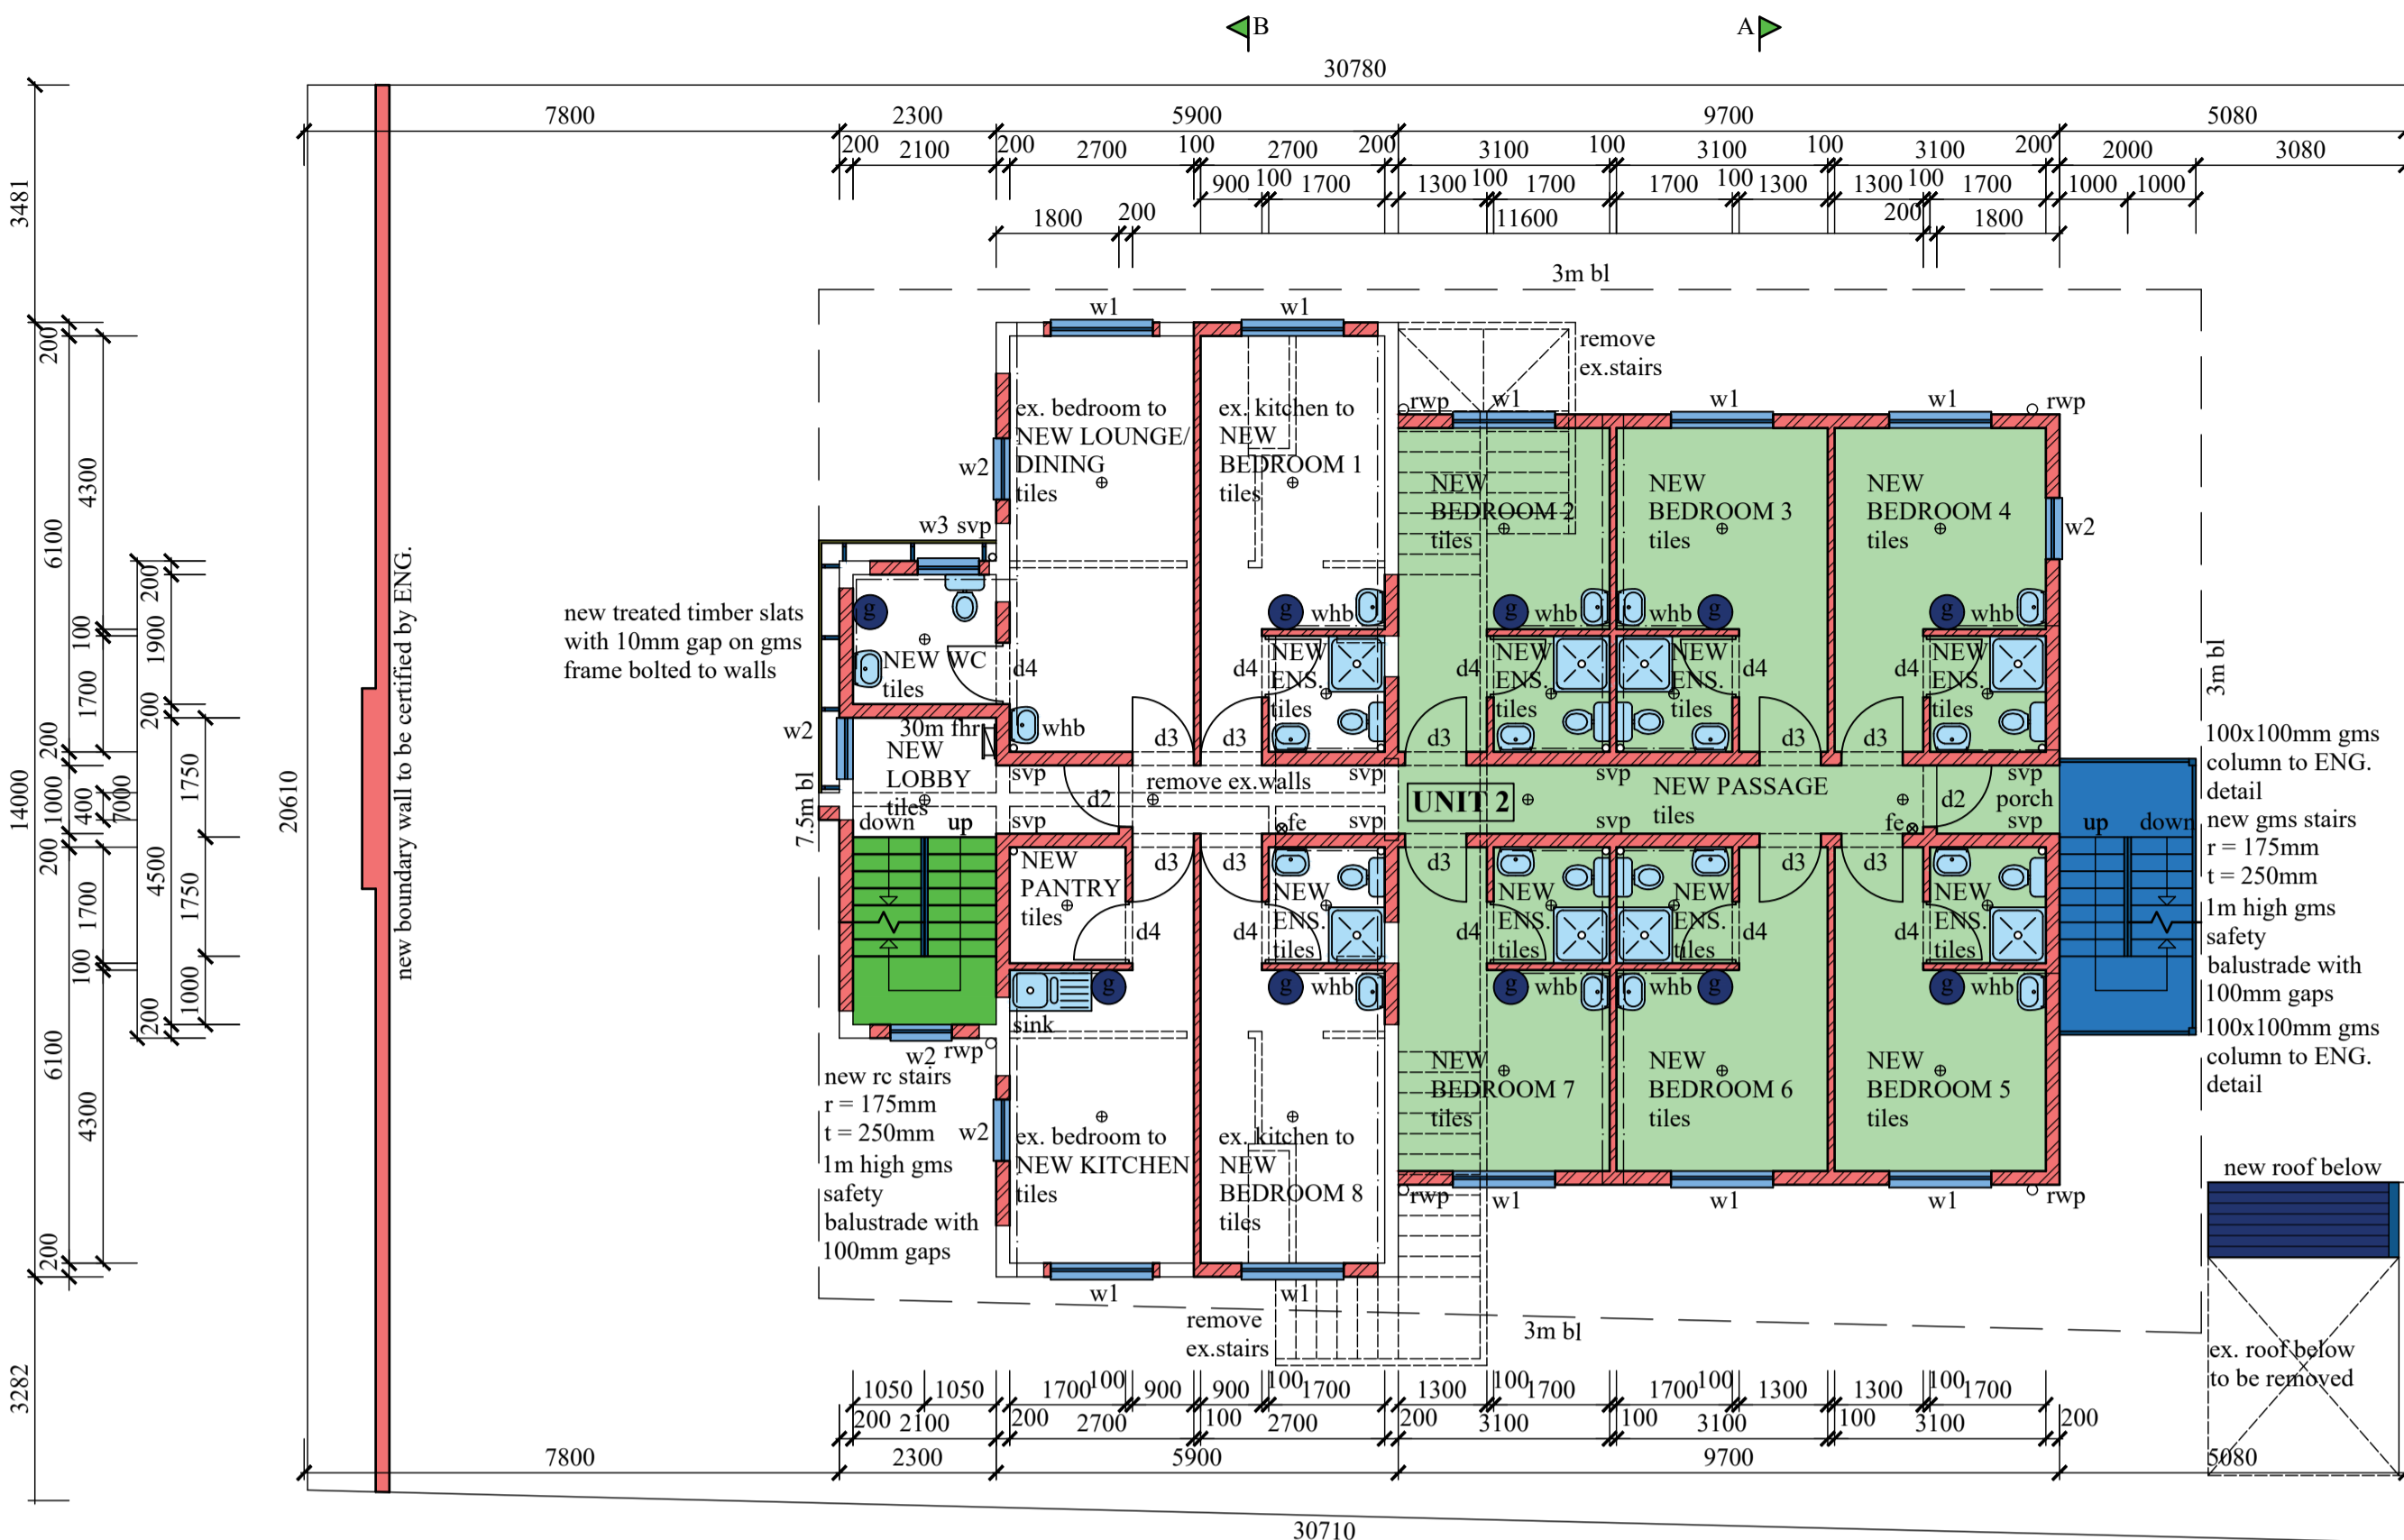 B
A
30780
7800
2300
5900
9700
5080
200
2100
200
2700
100
2700
200
3100
100
3100
100
3100
200
2000
3080
900
100
1700
1300
100
1700
1700
100
1300
1300
100
1700
1000
1000
1800
200
11600
200
1800
3m bl
w1
w1
remove
ex.stairs
rwp
w1
w1
w1
rwp
ex. bedroom to
NEW LOUNGE/
DINING
tiles
ex. kitchen to
NEW
BEDROOM 1
tiles
w2
NEW
BEDROOM 2
tiles
NEW
BEDROOM 3
tiles
NEW
BEDROOM 4
tiles
w2
w3 svp
new treated timber slats
with 10mm gap on gms
frame bolted to walls
g
NEW WC
tiles
d4
g
whb
g
whb
whb
g
g
whb
d4
NEW
ENS.
tiles
d4
NEW
ENS.
tiles
NEW
ENS.
tiles
d4
d4
NEW
ENS.
tiles
3m bl
w2
30m fhr
NEW
LOBBY
tiles
whb
d3
d3
d3
d3
d3
svp
remove ex.walls
svp
svp
NEW PASSAGE
tiles
svp
d2
UNIT 2
d2
porch
7.5m bl
down
up
svp
fe
svp
svp
fe
svp
up
down
100x100mm gms
column to ENG.
detail
new gms stairs
r = 175mm
t = 250mm
1m high gms
safety
balustrade with
100mm gaps
100x100mm gms
column to ENG.
detail
NEW
PANTRY
tiles
d3
d3
d3
d3
d3
d4
d4
NEW
ENS.
tiles
d4
NEW
ENS.
tiles
NEW
ENS.
tiles
d4
d4
NEW
ENS.
tiles
sink
g
g
whb
g
whb
whb
g
g
whb
w2
rwp
new rc stairs
r = 175mm
t = 250mm
1m high gms
safety
balustrade with
100mm gaps
w2
ex. bedroom to
NEW KITCHEN
tiles
ex. kitchen to
NEW
BEDROOM 8
tiles
NEW
BEDROOM 7
tiles
NEW
BEDROOM 6
tiles
NEW
BEDROOM 5
tiles
rwp
w1
w1
w1
rwp
new roof below
w1
w1
remove
ex.stairs
3m bl
ex. roof below
to be removed
3481
14000
3282
200
6100
200
1000
200
6100
200
4300
100
1700
400
1700
100
4300
7000
200
1900
200
4500
200
1750
1750
1000
20610
new boundary wall to be certified by ENG.
1050
1050
1700
100
900
900
100
1700
1300
100
1700
1700
100
1300
1300
100
1700
200
2100
200
2700
100
2700
200
3100
100
3100
100
3100
200
7800
2300
5900
9700
5080
30710